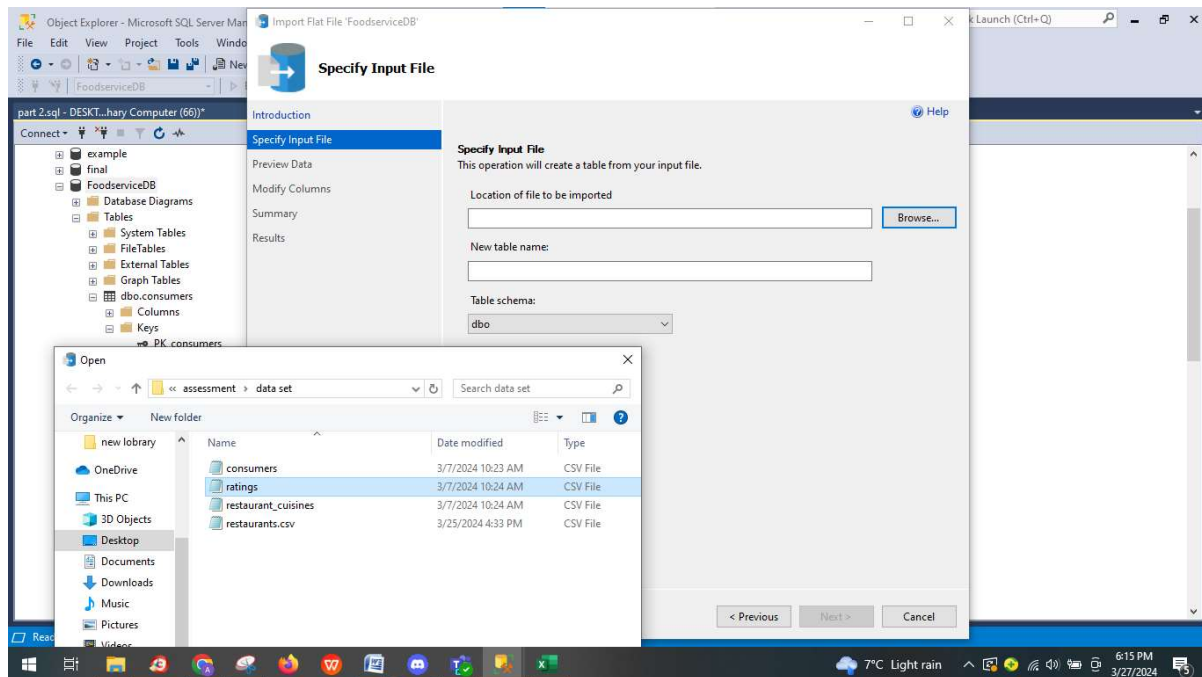 Object Explorer - Microsoft SQL Server Man
Import Flat File 'FoodserviceDB'
k Launch (Ctrl+Q)
File Edit View Project Tools Windo
New
FoodserviceDB
Specify Input File
part 2.sql - DESKT...hary Computer (66))*
Connect
example
final
FoodserviceDB
Database Diagrams
Tables
System Tables
FileTables
External Tables
Graph Tables
dbo.consumers
Columns
Keys
PK_consumers
Introduction
Specify Input File
Preview Data
Modify Columns
Summary
Results
Help
Specify Input File
This operation will create a table from your input file.
Location of file to be imported
Browse...
New table name:
Table schema:
dbo
Open
« assessment › data set
Search data set
Organize New folder
new lobrary
OneDrive
This PC
3D Objects
Desktop
Documents
Downloads
Music
Pictures
Videos
Name Date modified Type
consumers 3/7/2024 10:23 AM CSV File
ratings 3/7/2024 10:24 AM CSV File
restaurant_cuisines 3/7/2024 10:24 AM CSV File
restaurants.csv 3/25/2024 4:33 PM CSV File
< Previous Next > Cancel
Read
7°C Light rain
6:15 PM
3/27/2024
5